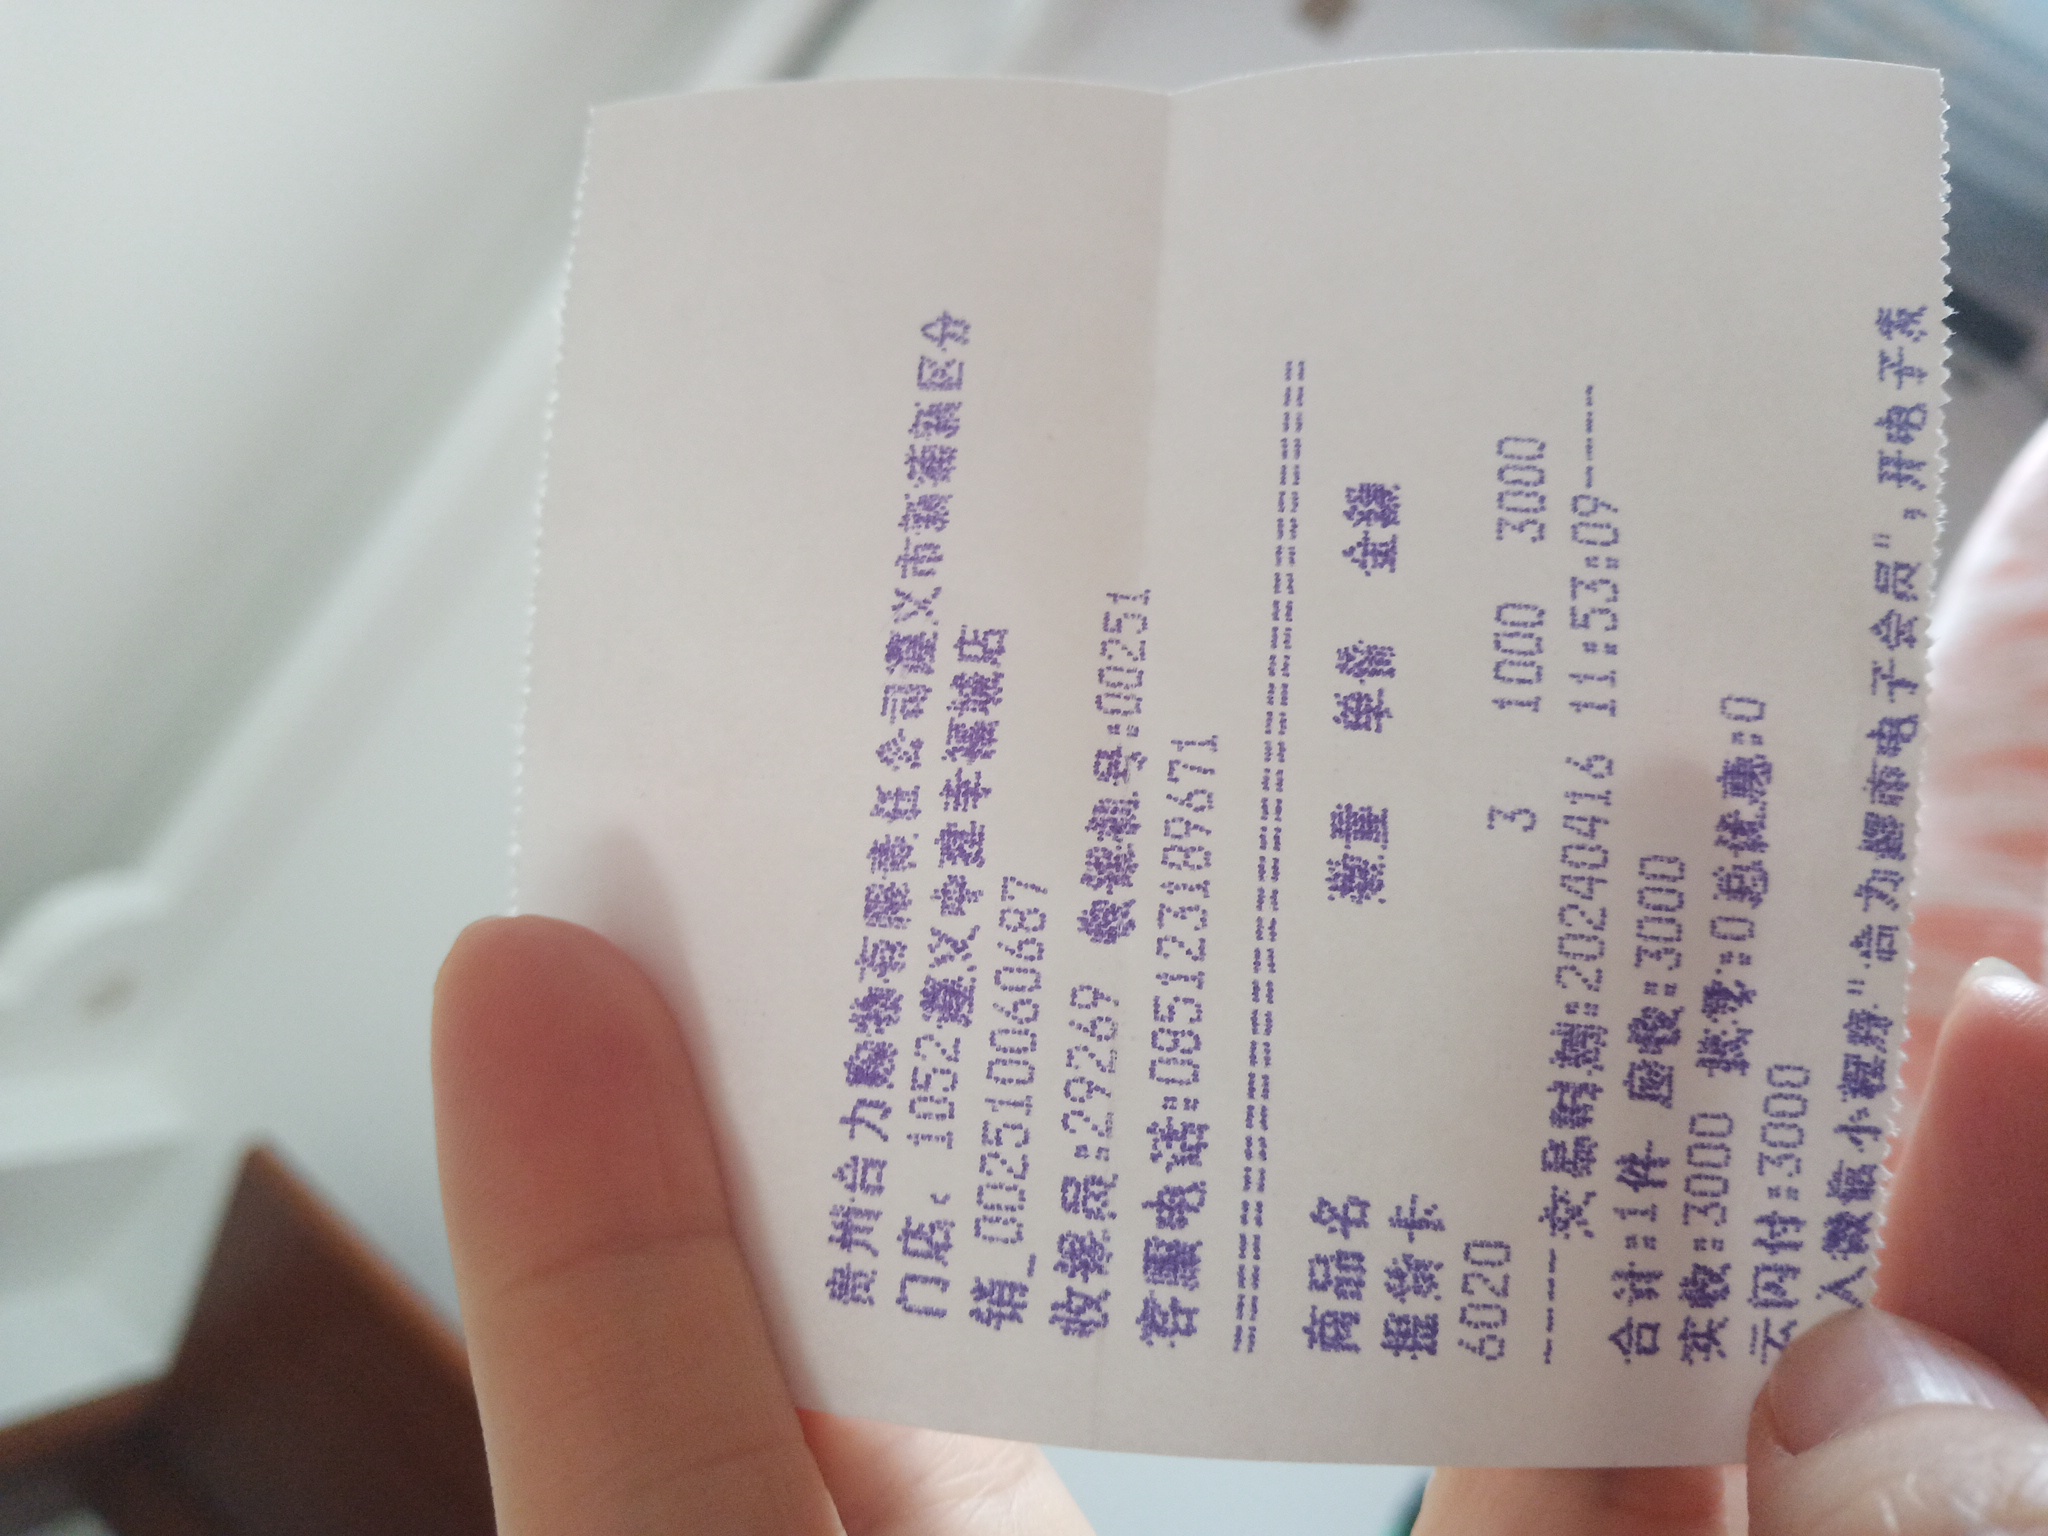 贵州合力购物有限责任公司遵义市新蒲新区分
门店: 1052遵义中建幸福城店
销_002510060687
收银员:29269 收银机号:00251
客服电话:085123189671
======================================
商品名 数量 单价 金额
提货卡
6020 3 1000 3000
-----交易时间:20240416 11:53:09-----
合计:1件 应收:3000
实收:3000 找零:0 总优惠:0
云闪付:3000
入微信小程序"合力超市电子会员",开电子票